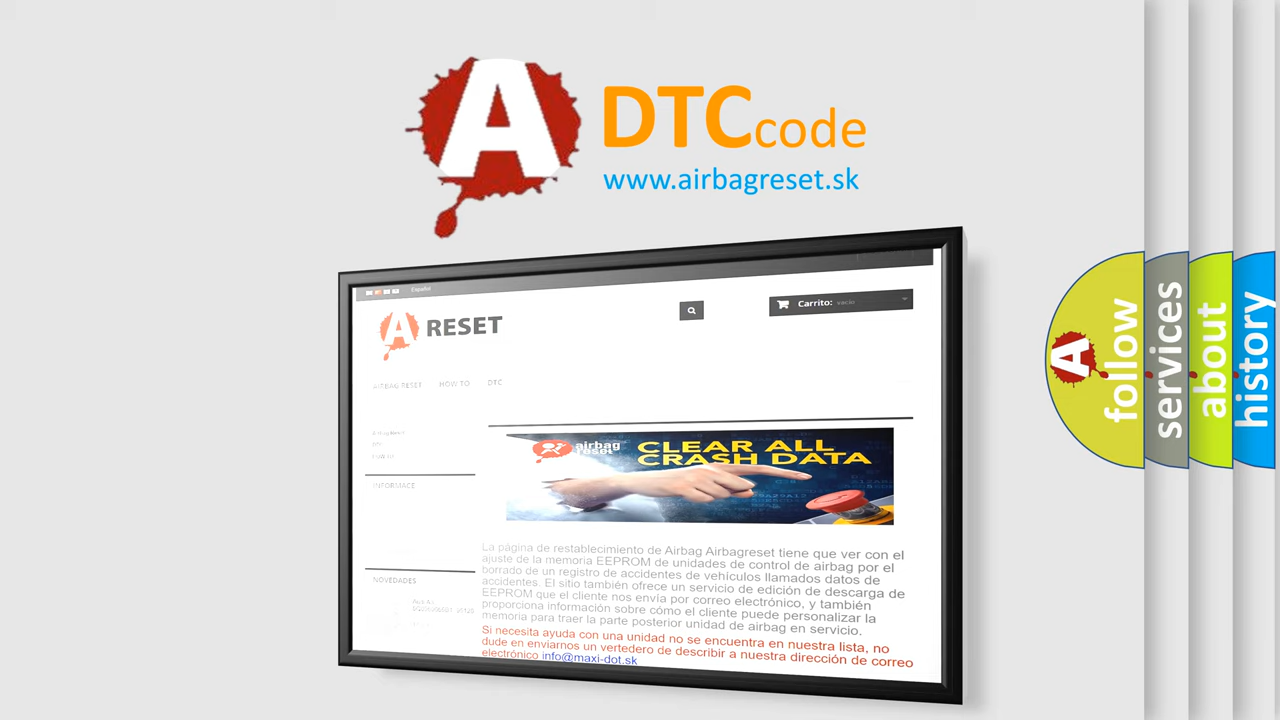 A DTCcode
www.airbagreset.sk
Español
A RESET
Carrito: vacío
AIRBAG RESET HOW TO DTC
INFORMACE
airbag
reset
CLEAR ALL
CRASH DATA
La página de restablecimiento de Airbag Airbagreset tiene que ver con el
ajuste de la memoria EEPROM de unidades de control de airbag por el
borrado de un registro de accidentes de vehículos llamados datos de
accidentes. El sitio también ofrece un servicio de edición de descarga de
EEPROM que el cliente nos envía por correo electrónico, y también
proporciona información sobre cómo el cliente puede personalizar la
memoria para traer la parte posterior unidad de airbag en servicio.
Si necesita ayuda con una unidad no se encuentra en nuestra lista, no
dude en enviarnos un vertedero de describir a nuestra dirección de correo
electrónico info@maxi-dot.sk
NOVEDADES
A
follow
services
about
history